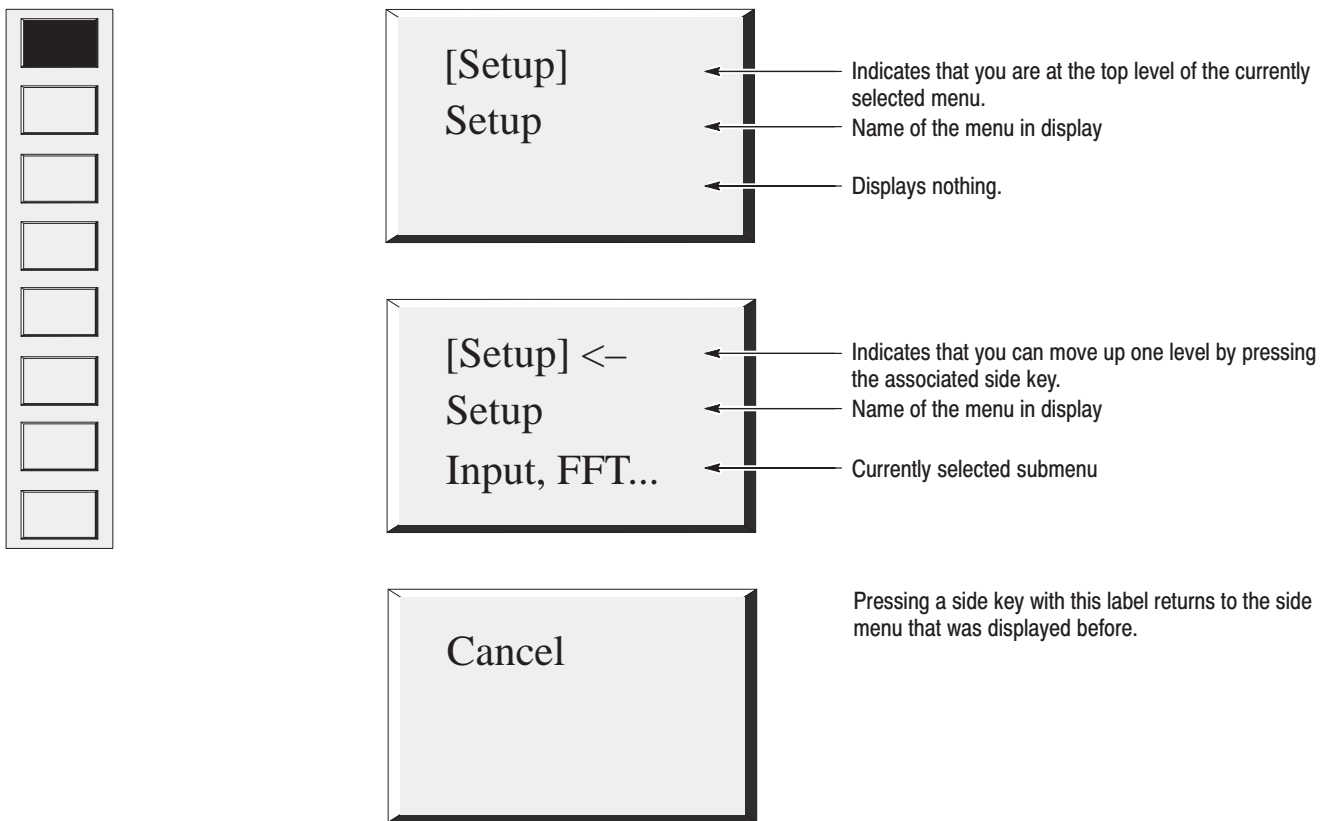 [Setup]
Setup
Indicates that you are at the top level of the currently
selected menu.
Name of the menu in display
Displays nothing.
[Setup] <–
Setup
Input, FFT...
Indicates that you can move up one level by pressing
the associated side key.
Name of the menu in display
Currently selected submenu
Cancel
Pressing a side key with this label returns to the side
menu that was displayed before.